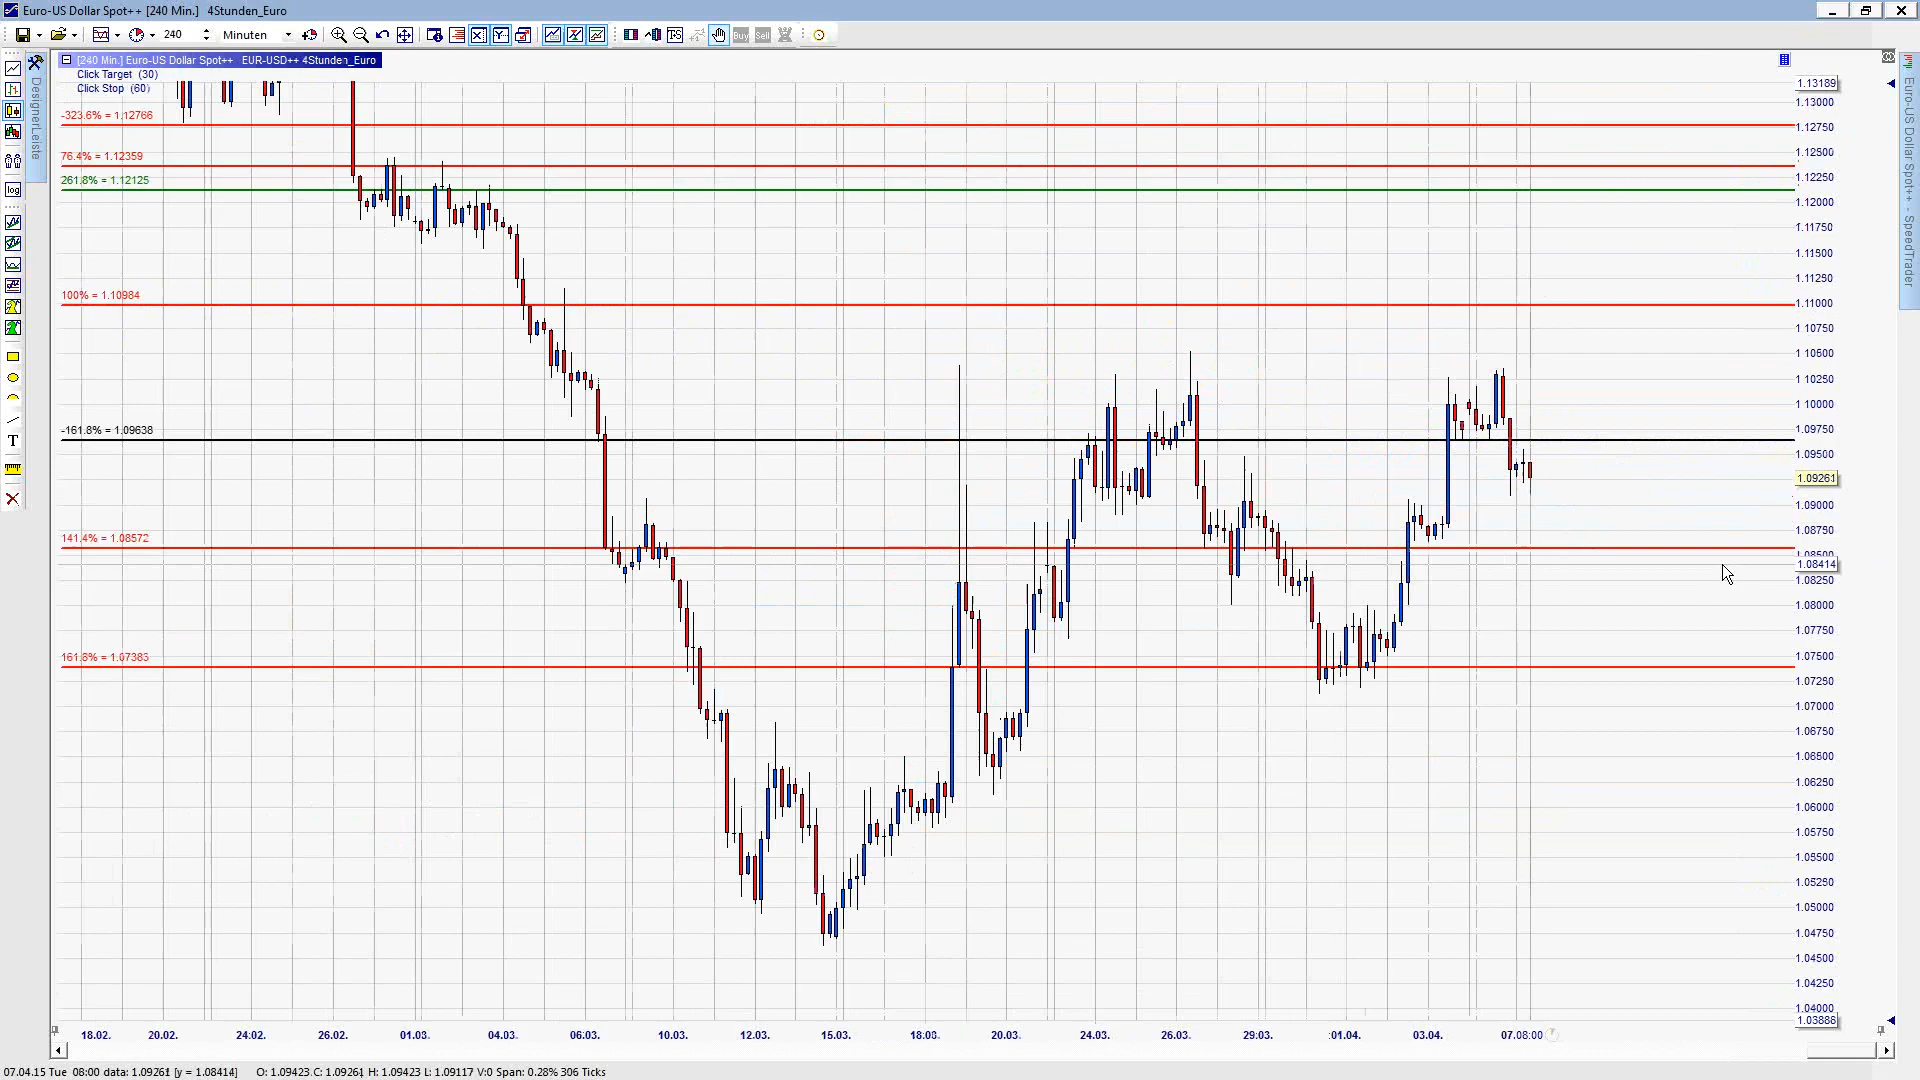 Euro-US Dollar Spot++ [240 Min.] 4Stunden_Euro
240 Minuten
log
T-S
Buy Sell
[240 Min.] Euro-US Dollar Spot++ EUR-USD++ 4Stunden_Euro
Click Target (30)
Click Stop (60)
DesignerLeiste
T
Euro-US Dollar Spot++ - SpeedTrader
-323.6% = 1.12766
76.4% = 1.12359
261.8% = 1.12125
100% = 1.10984
-161.8% = 1.09638
141.4% = 1.08572
161.8% = 1.07383
1.13189
1.13000
1.12750
1.12500
1.12250
1.12000
1.11750
1.11500
1.11250
1.11000
1.10750
1.10500
1.10250
1.10000
1.09750
1.09500
1.09261
1.09000
1.08750
1.08500
1.08414
1.08250
1.08000
1.07750
1.07500
1.07250
1.07000
1.06750
1.06500
1.06250
1.06000
1.05750
1.05500
1.05250
1.05000
1.04750
1.04500
1.04250
1.04000
1.03888
18.02. 20.02. 24.02. 26.02. 01.03. 04.03. 06.03. 10.03. 12.03. 15.03. 18.03. 20.03. 24.03. 26.03. 29.03. 01.04. 03.04. 07.08:00
07.04.15 Tue 08:00 data: 1.09261 [y = 1.08414] O: 1.09423 C: 1.09261 H: 1.09423 L: 1.09117 V:0 Span: 0.28% 306 Ticks